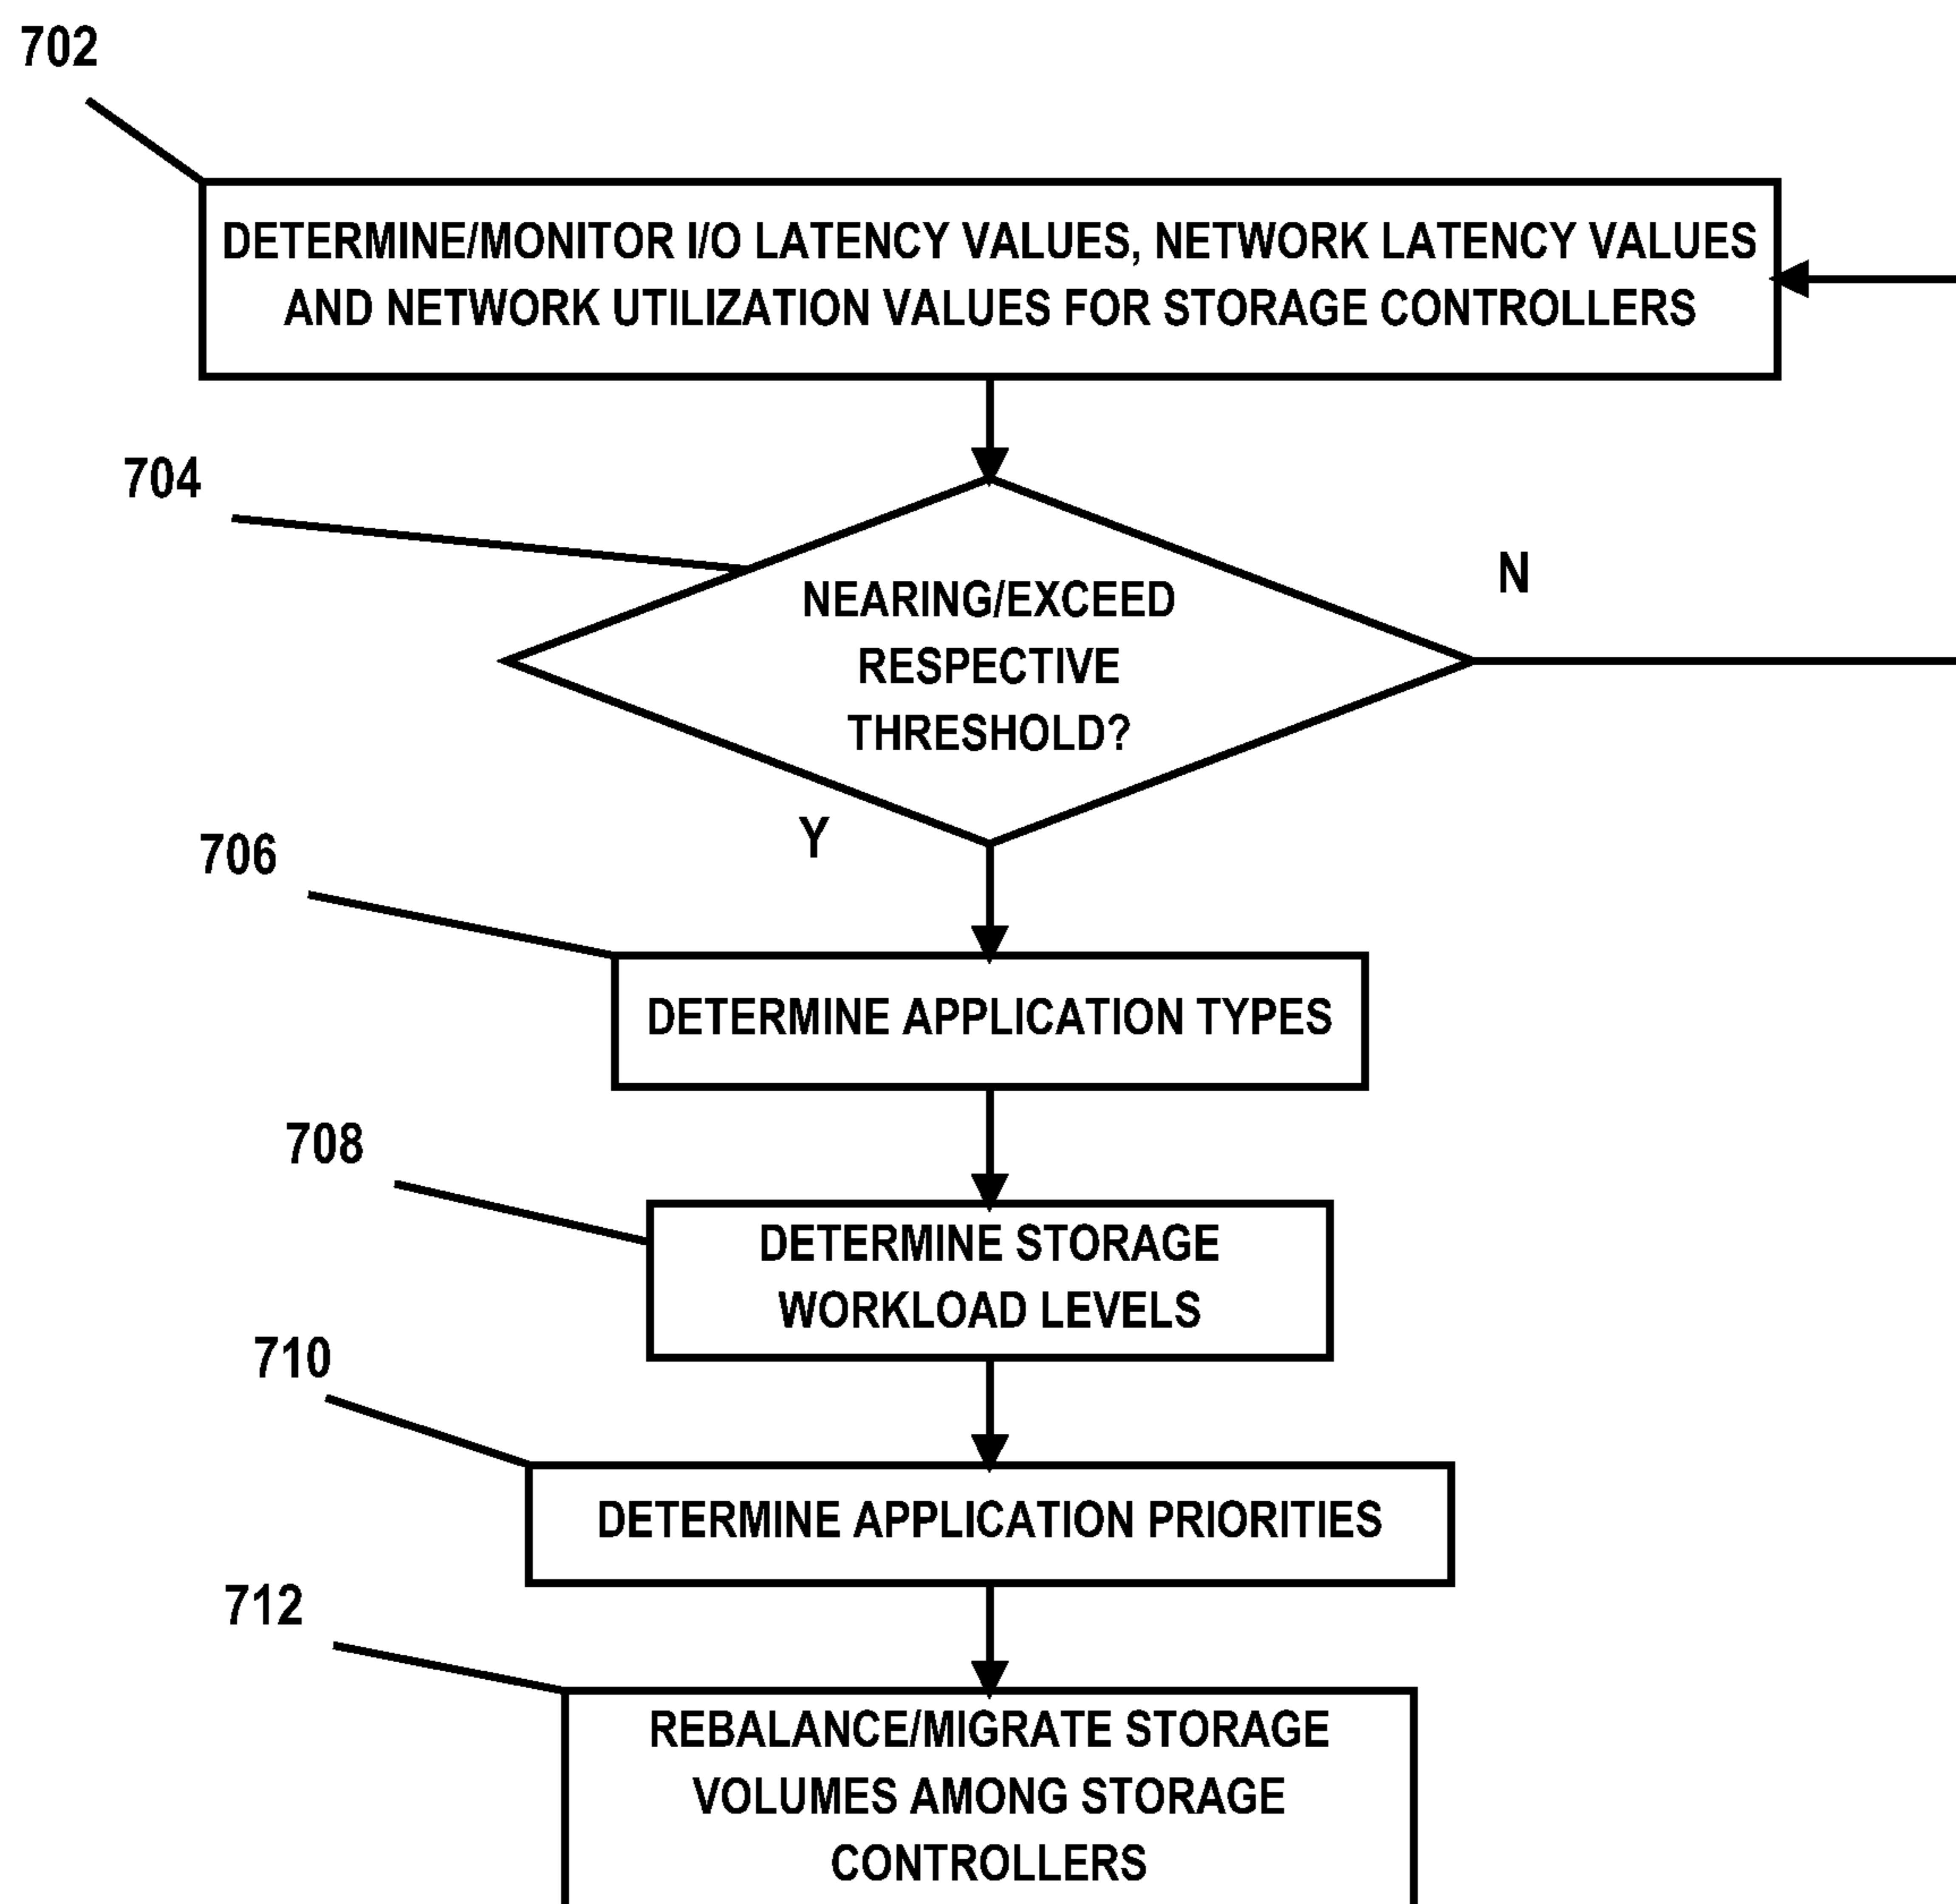 702
DETERMINE/MONITOR I/O LATENCY VALUES, NETWORK LATENCY VALUES
AND NETWORK UTILIZATION VALUES FOR STORAGE CONTROLLERS
704
NEARING/EXCEED
RESPECTIVE
THRESHOLD?
N
Y
706
DETERMINE APPLICATION TYPES
708
DETERMINE STORAGE
WORKLOAD LEVELS
710
DETERMINE APPLICATION PRIORITIES
712
REBALANCE/MIGRATE STORAGE
VOLUMES AMONG STORAGE
CONTROLLERS